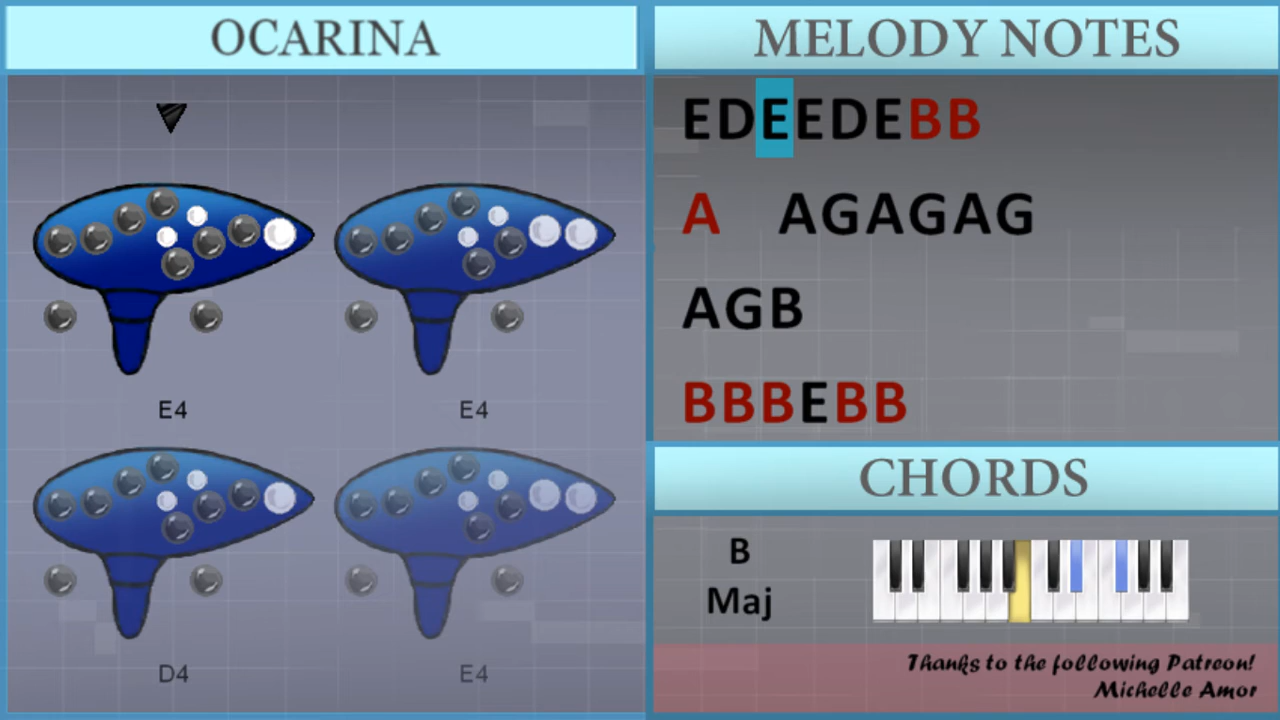 OCARINA
E4 E4
D4 E4
MELODY NOTES
EDEEDEBB
A AGAGAG
AGB
BBBEBB
CHORDS
B
Maj
Thanks to the following Patreon!
Michelle Amor